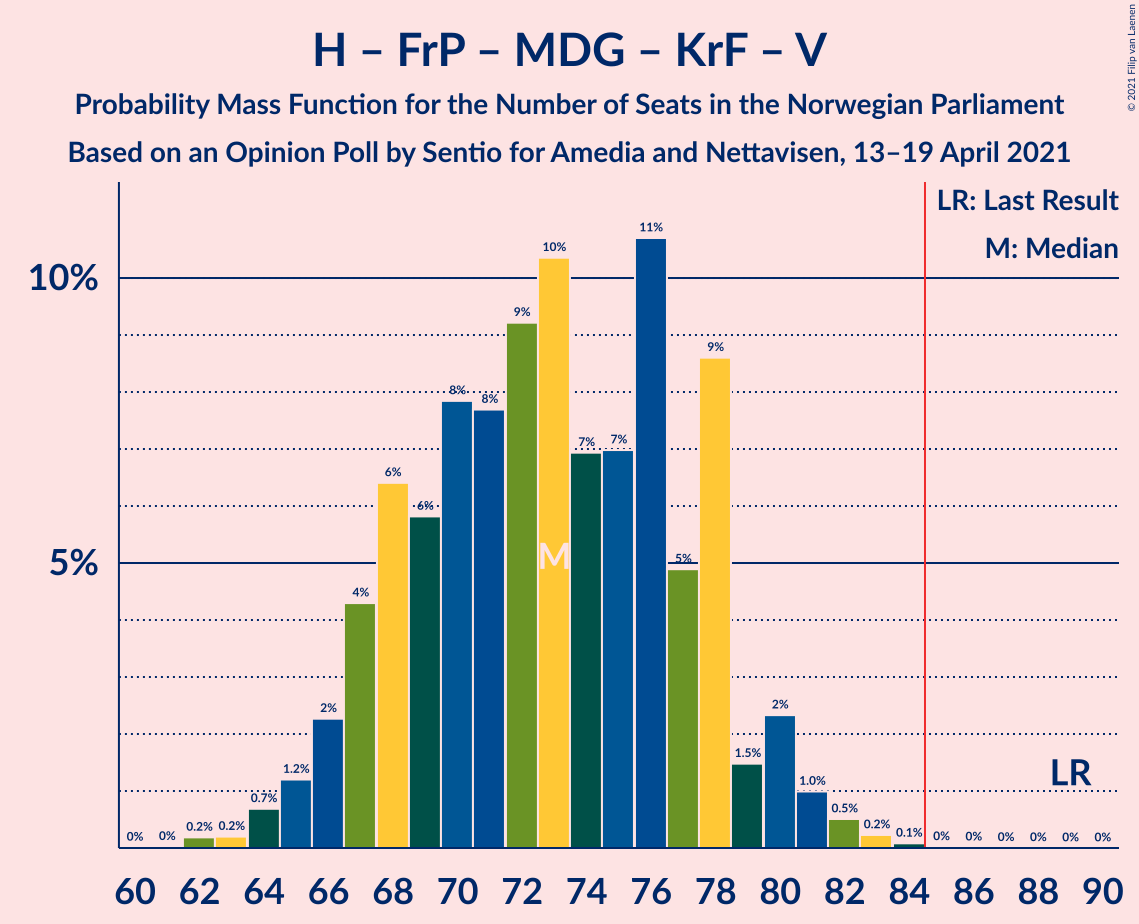 H – FrP – MDG – KrF – V
Probability Mass Function for the Number of Seats in the Norwegian Parliament
Based on an Opinion Poll by Sentio for Amedia and Nettavisen, 13–19 April 2021
© 2021 Filip van Laenen
LR: Last Result
M: Median
10%
5%
0% 0% 0.2% 0.2% 0.7% 1.2% 2% 4% 6% 6% 8% 8% 9% 10% 7% 7% 11% 5% 9% 1.5% 2% 1.0% 0.5% 0.2% 0.1% 0% 0% 0% 0% 0% 0%
M
LR
60 62 64 66 68 70 72 74 76 78 80 82 84 86 88 90